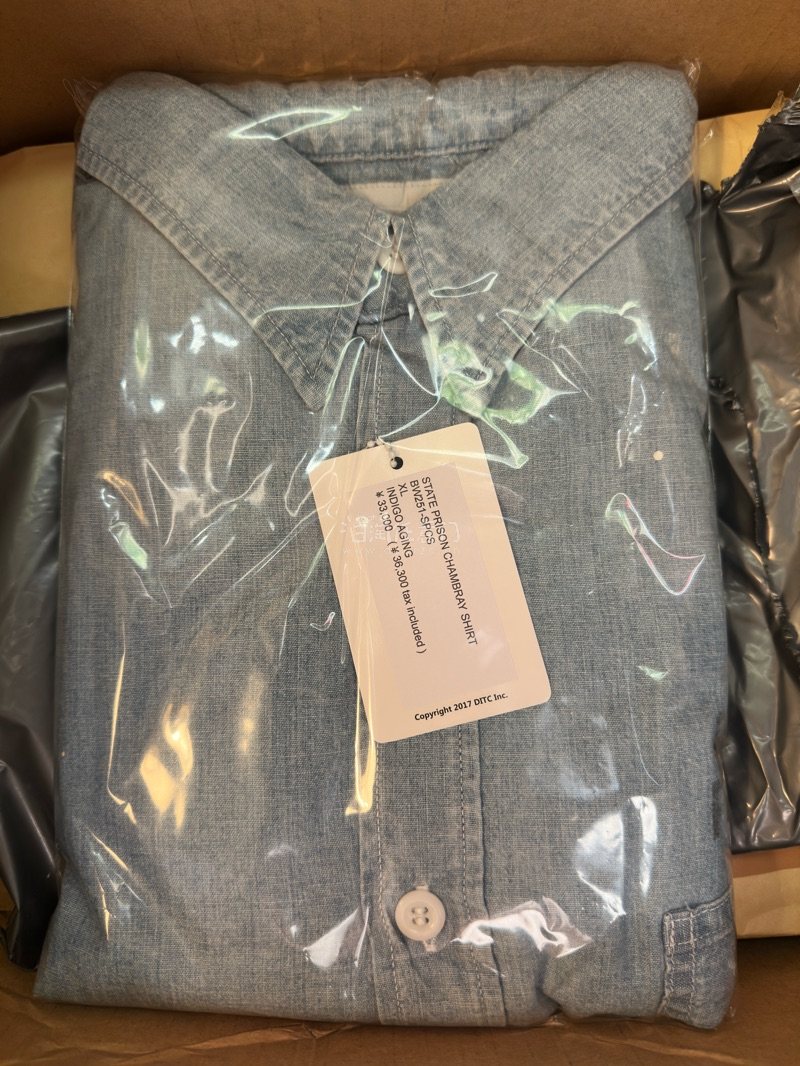 STATE PRISON CHAMBRAY SHIRT
BW251-SPCS
XL
INDIGO AGING
¥33,000 (¥36,300 tax included)
Copyright 2017 DITC Inc.